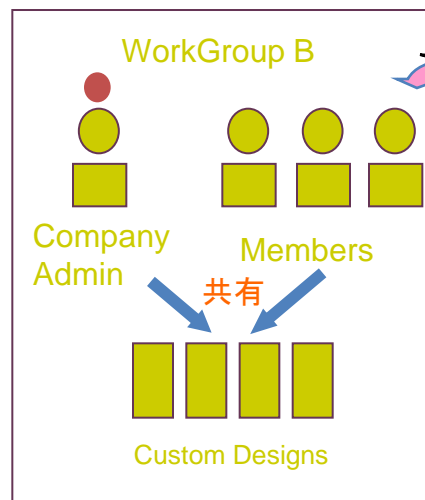 WorkGroup B
Company
Admin
Members
共有
Custom Designs